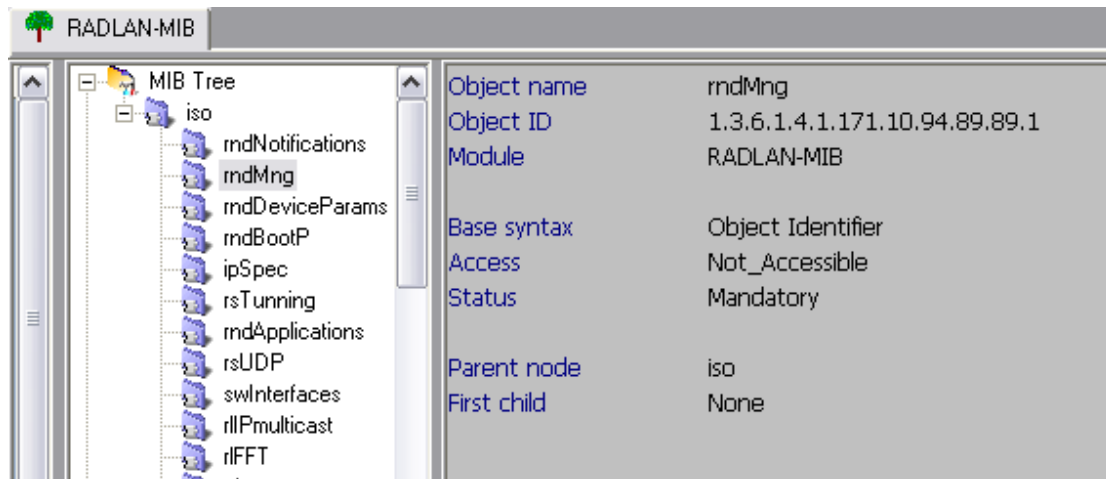 RADLAN-MIB
MIB Tree
iso
rndNotifications
rndMng
rndDeviceParams
rndBootP
ipSpec
rsTunning
rndApplications
rsUDP
swInterfaces
rlIPmulticast
rlFFT
Object name rndMng
Object ID 1.3.6.1.4.1.171.10.94.89.89.1
Module RADLAN-MIB
Base syntax Object Identifier
Access Not_Accessible
Status Mandatory
Parent node iso
First child None